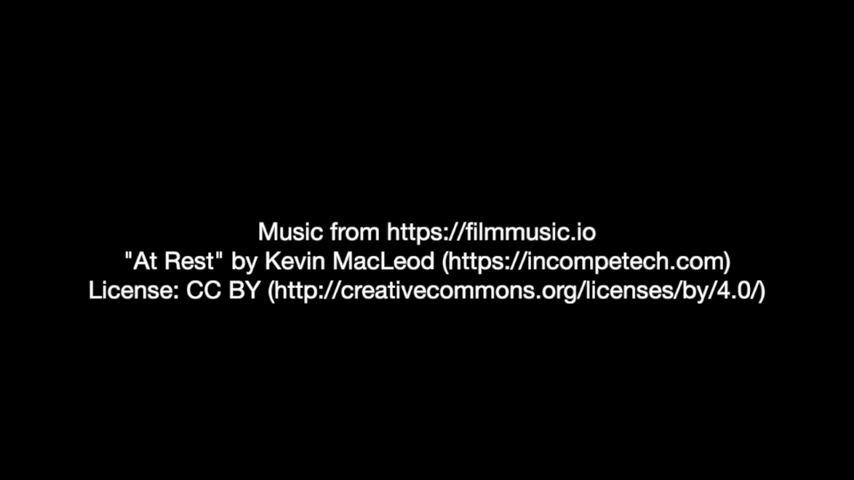 Music from https://filmmusic.io
"At Rest" by Kevin MacLeod (https://incompetech.com)
License: CC BY (http://creativecommons.org/licenses/by/4.0/)